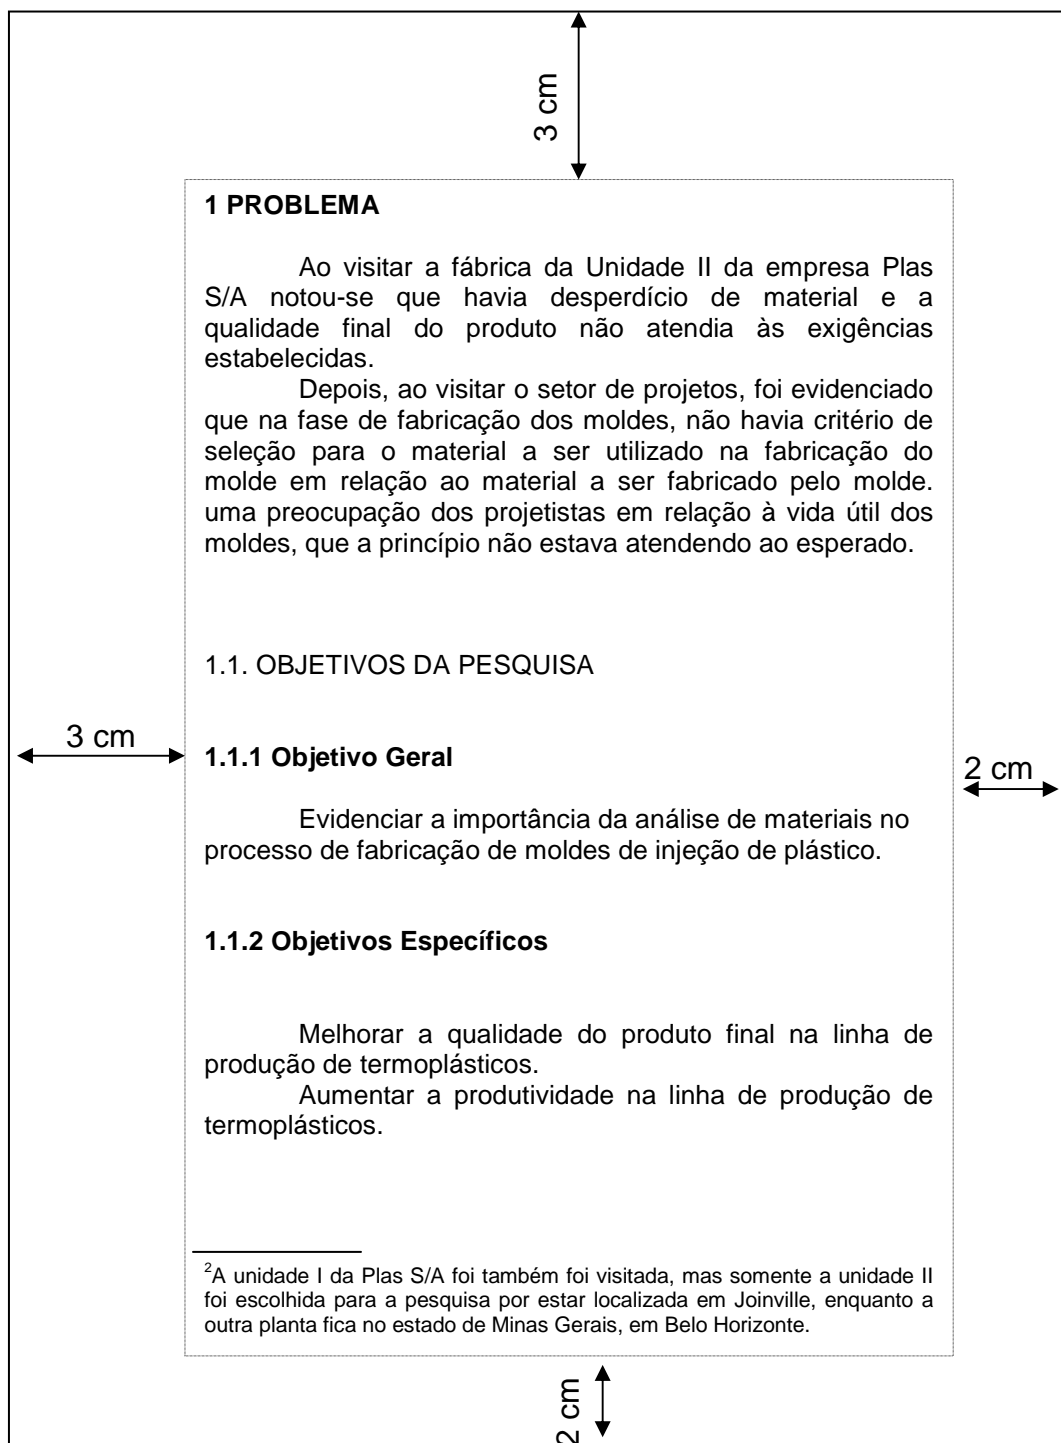 3 cm
1 PROBLEMA
Ao visitar a fábrica da Unidade II da empresa Plas
S/A notou-se que havia desperdício de material e a
qualidade final do produto não atendia às exigências
estabelecidas.
Depois, ao visitar o setor de projetos, foi evidenciado
que na fase de fabricação dos moldes, não havia critério de
seleção para o material a ser utilizado na fabricação do
molde em relação ao material a ser fabricado pelo molde.
uma preocupação dos projetistas em relação à vida útil dos
moldes, que a princípio não estava atendendo ao esperado.
1.1. OBJETIVOS DA PESQUISA
3 cm
1.1.1 Objetivo Geral
2 cm
Evidenciar a importância da análise de materiais no
processo de fabricação de moldes de injeção de plástico.
1.1.2 Objetivos Específicos
Melhorar a qualidade do produto final na linha de
produção de termoplásticos.
Aumentar a produtividade na linha de produção de
termoplásticos.
²A unidade I da Plas S/A foi também foi visitada, mas somente a unidade II
foi escolhida para a pesquisa por estar localizada em Joinville, enquanto a
outra planta fica no estado de Minas Gerais, em Belo Horizonte.
2 cm